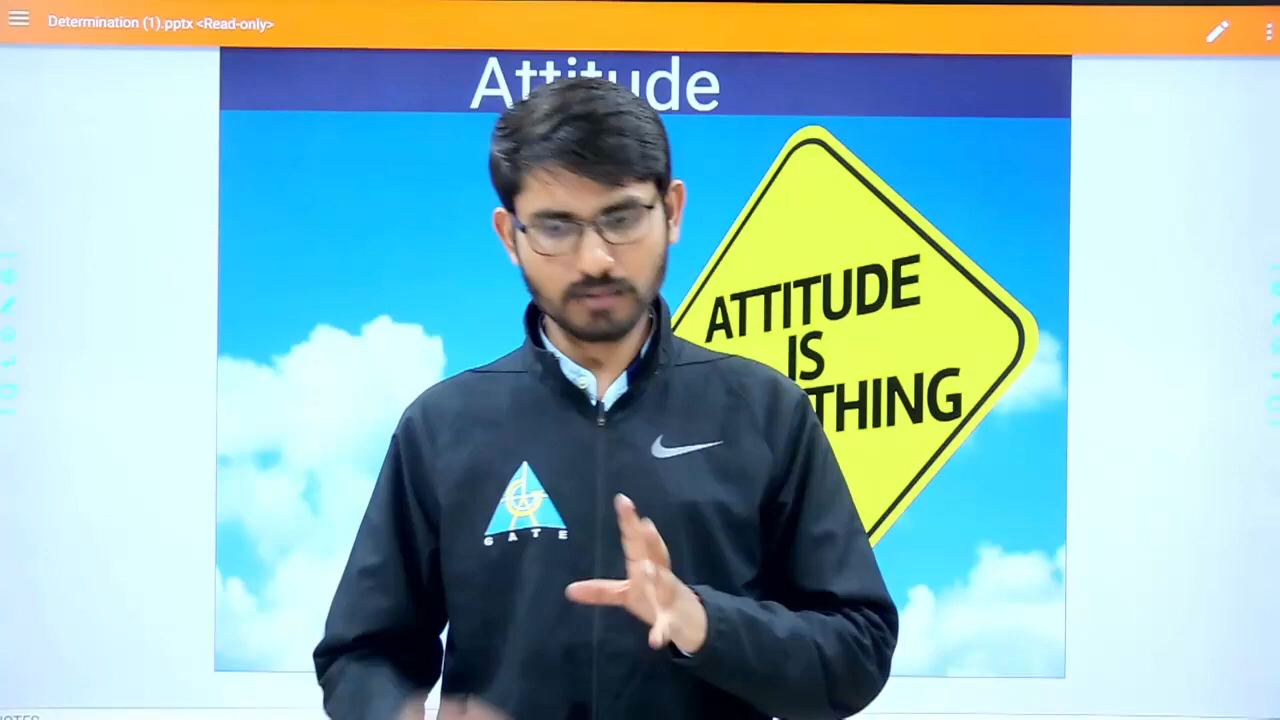 Determination (1).pptx <Read-only>
Attitude
ATTITUDE
IS
THING
GATE